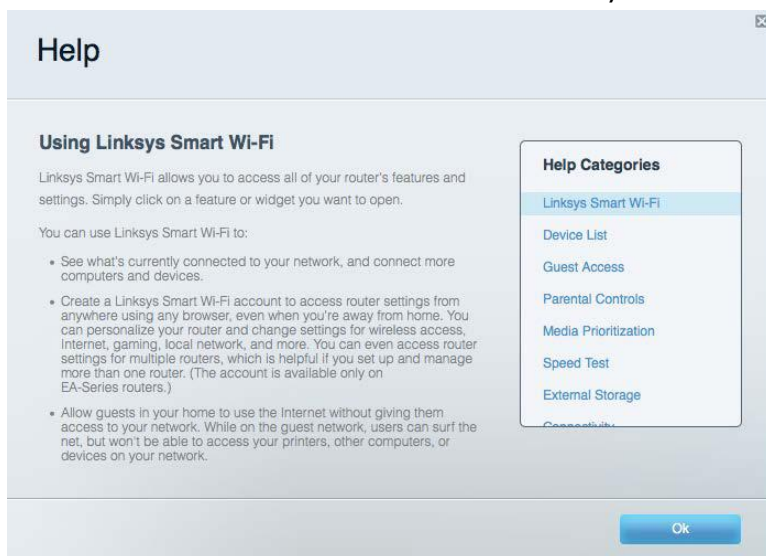 Help
Using Linksys Smart Wi-Fi
Linksys Smart Wi-Fi allows you to access all of your router's features and
settings. Simply click on a feature or widget you want to open.
You can use Linksys Smart Wi-Fi to:
• See what's currently connected to your network, and connect more
computers and devices.
• Create a Linksys Smart Wi-Fi account to access router settings from
anywhere using any browser, even when you're away from home. You
can personalize your router and change settings for wireless access,
Internet, gaming, local network, and more. You can even access router
settings for multiple routers, which is helpful if you set up and manage
more than one router. (The account is available only on
EA-Series routers.)
• Allow guests in your home to use the Internet without giving them
access to your network. While on the guest network, users can surf the
net, but won't be able to access your printers, other computers, or
devices on your network.
Help Categories
Linksys Smart Wi-Fi
Device List
Guest Access
Parental Controls
Media Prioritization
Speed Test
External Storage
Connectivity
Ok